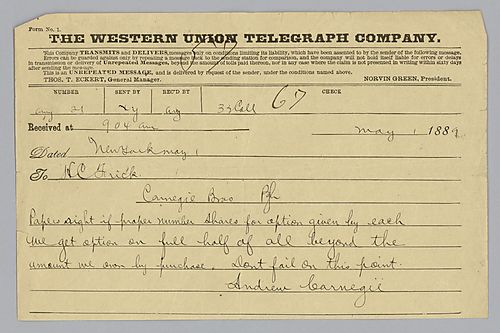 Form No. 1.
THE WESTERN UNION TELEGRAPH COMPANY.
This Company TRANSMITS and DELIVERS messages only on conditions limiting its liability, which have been assented to by the sender of the following message.
Errors can be guarded against only by repeating a message back to the sending station for comparison, and the company will not hold itself liable for errors or delays
in transmission or delivery of Unrepeated Messages, beyond the amount of tolls paid thereon, nor in any case where the claim is not presented in writing within sixty days
after sending the message.
This is an UNREPEATED MESSAGE, and is delivered by request of the sender, under the conditions named above.
THOS. T. ECKERT, General Manager. NORVIN GREEN, President.
NUMBER SENT BY REC'D BY CHECK
21 33 Coll 67
Received at 904 am May 1 1889
Dated New York May 1
To H C Frick
Carnegie Bros
Papers right if proper number shares for option given by each
we get option on full half of all beyond the
amount we own by purchase. Dont fail on this point.
Andrew Carnegie